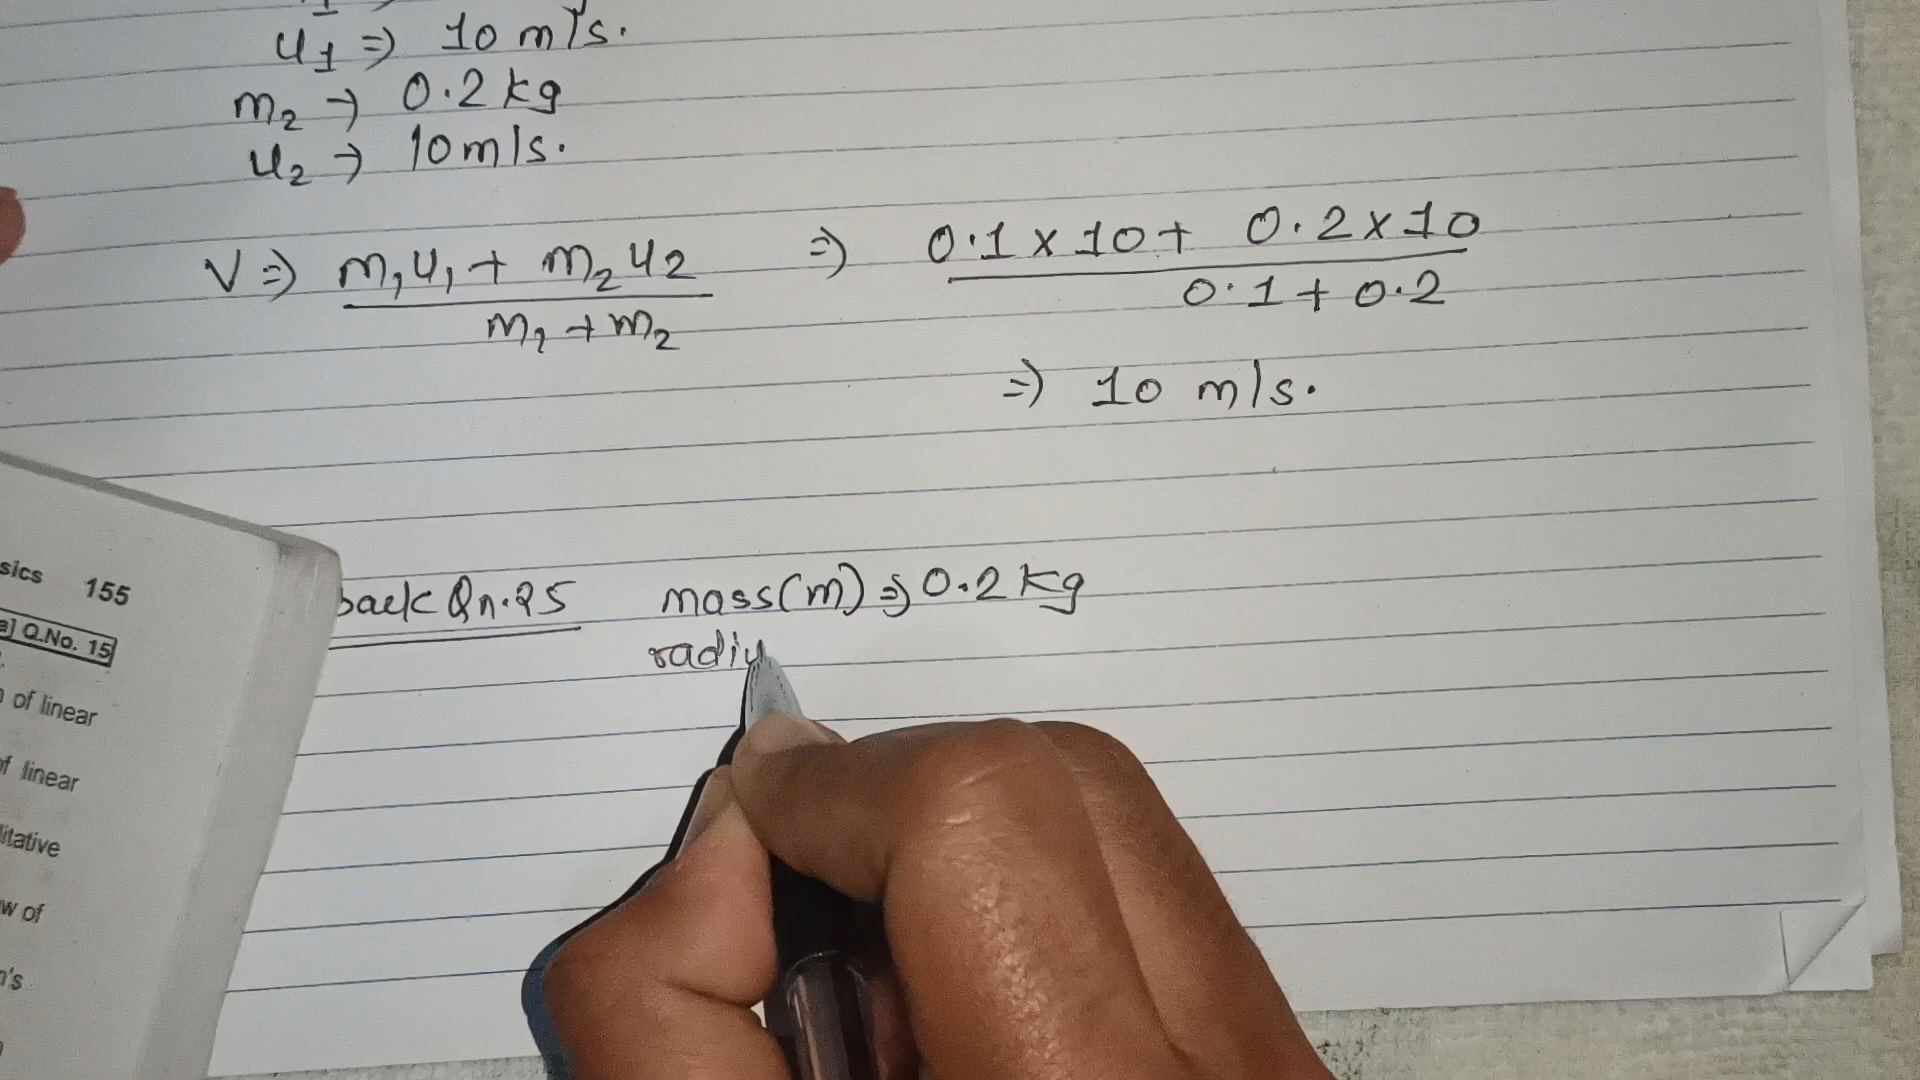 u1 => 10 m/s.
m2 → 0.2 kg
u2 → 10 m/s.
V => m1u1 + m2u2 => 0.1 x 10 + 0.2 x 10
m1 + m2 0.1 + 0.2
=> 10 m/s.
back Qn.25 mass(m) => 0.2 kg
radiu
sics 155
a] Q.No. 15
of linear
of linear
litative
w of
n's